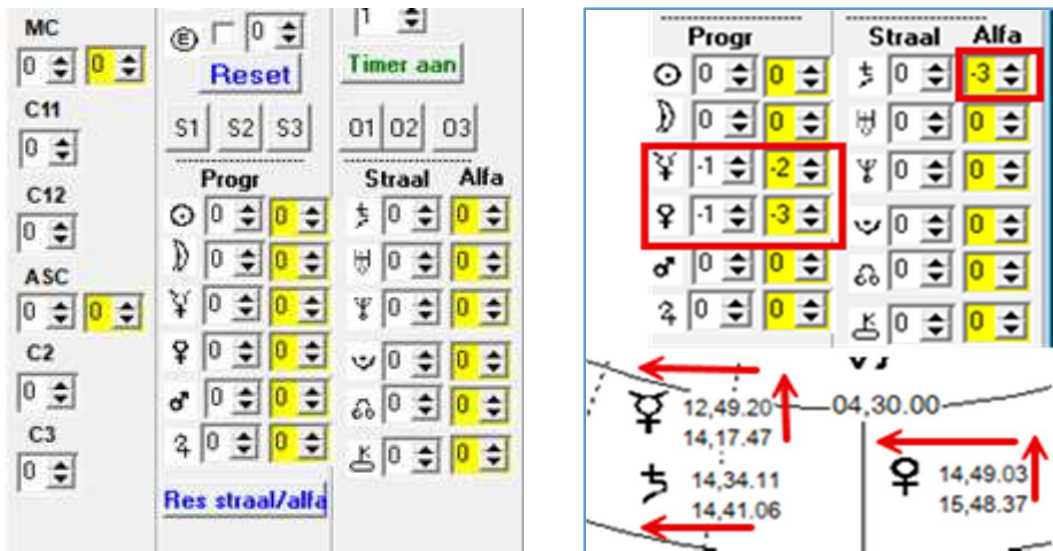 MC
0 0
C11
0
C12
0
ASC
0 0
C2
0
C3
0
E 0
Reset
S1 S2 S3
Progr
0 0
0 0
0 0
0 0
0 0
0 0
Res straal/alfa
1
Timer aan
O1 O2 O3
Straal Alfa
0 0
0 0
0 0
0 0
0 0
K 0 0
Progr
0 0
0 0
-1 -2
-1 -3
0 0
0 0
Straal Alfa
0 -3
0 0
0 0
0 0
0 0
K 0 0
12,49.20
14,17.47
04,30.00
14,34.11
14,41.06
14,49.03
15,48.37